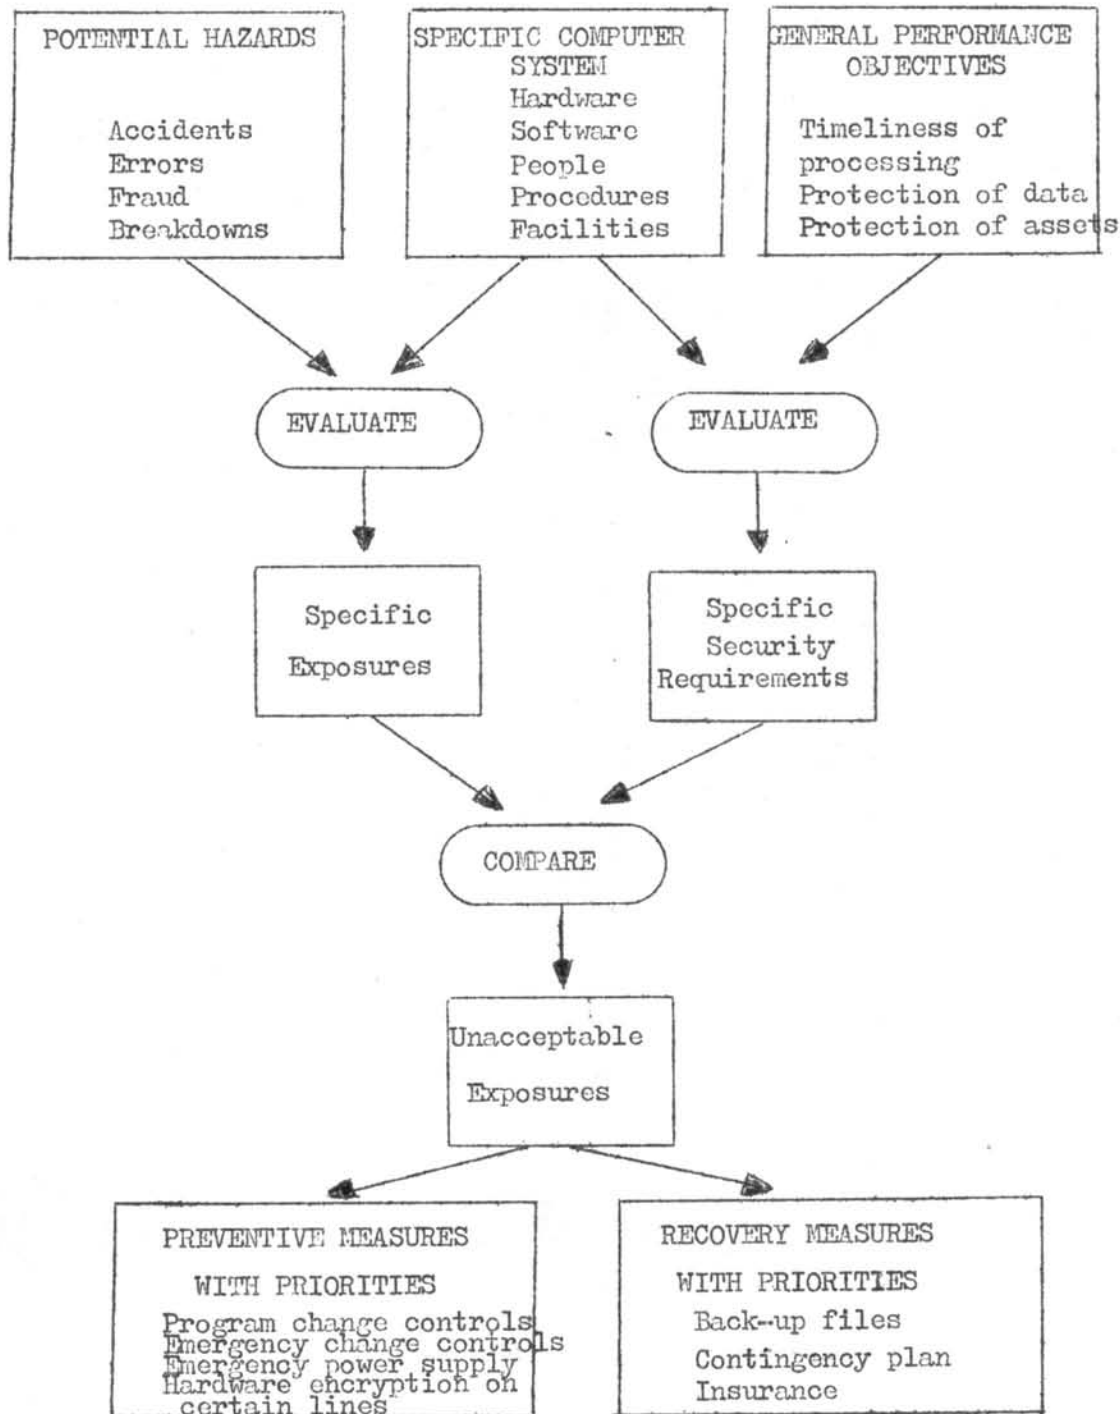 POTENTIAL HAZARDS
Accidents
Errors
Fraud
Breakdowns
SPECIFIC COMPUTER
SYSTEM
Hardware
Software
People
Procedures
Facilities
GENERAL PERFORMANCE
OBJECTIVES
Timeliness of
processing
Protection of data
Protection of assets
EVALUATE
EVALUATE
Specific
Exposures
Specific
Security
Requirements
COMPARE
Unacceptable
Exposures
PREVENTIVE MEASURES
WITH PRIORITIES
Program change controls
Emergency change controls
Emergency power supply
Hardware encryption on
certain lines
RECOVERY MEASURES
WITH PRIORITIES
Back-up files
Contingency plan
Insurance